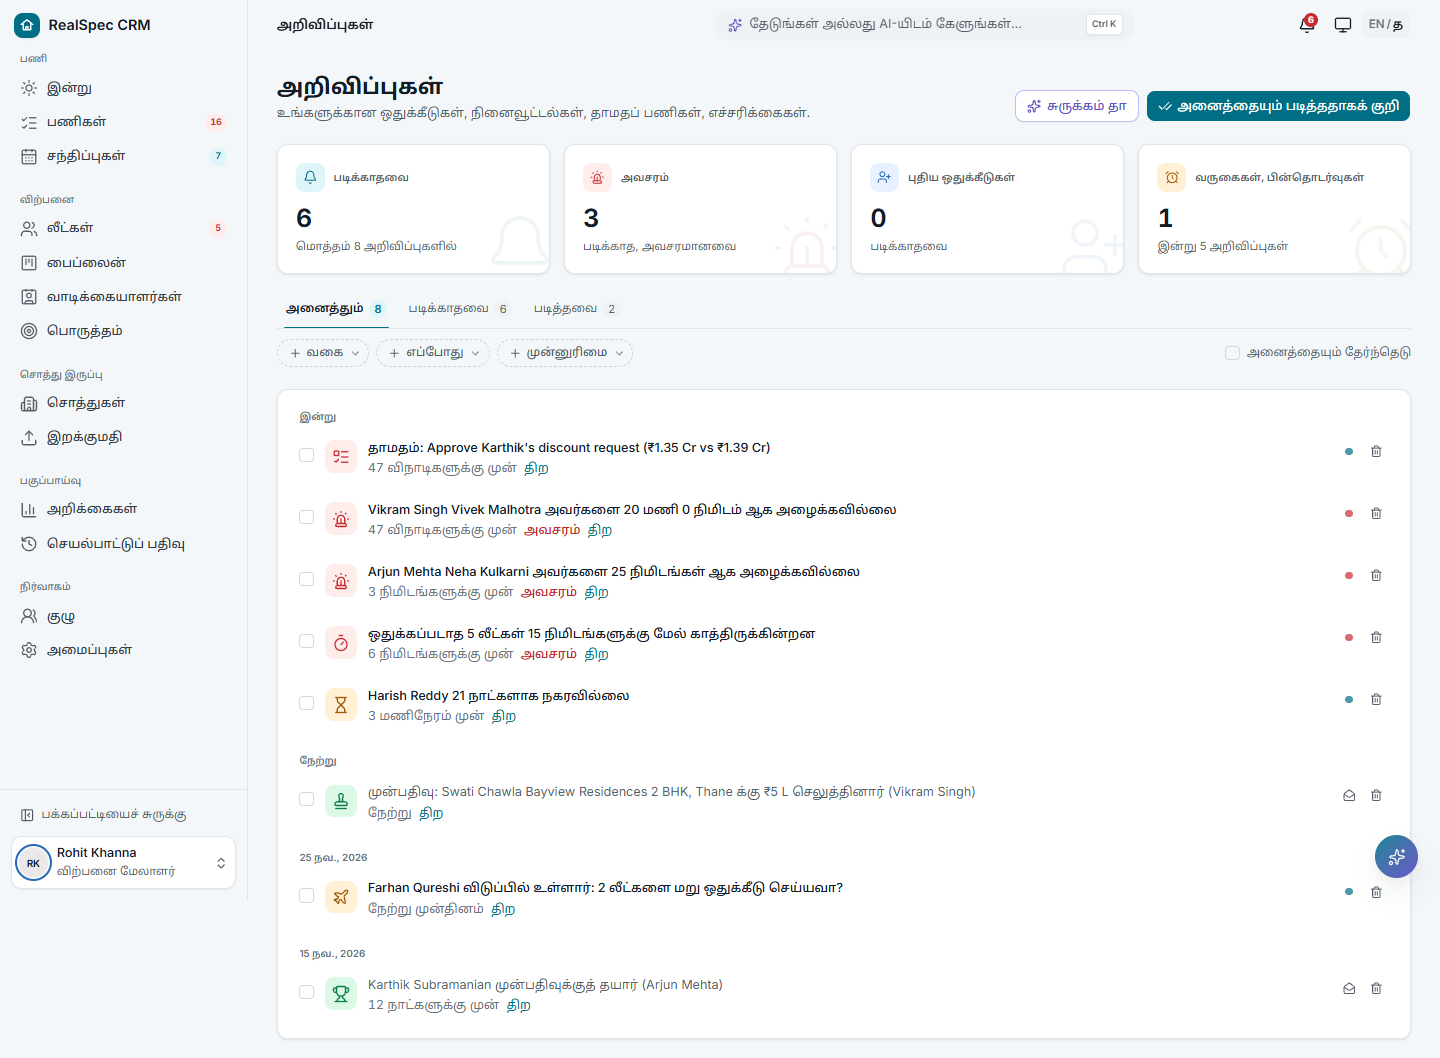 RealSpec CRM
பணி
இன்று
பணிகள் 16
சந்திப்புகள் 7
விற்பனை
லீட்கள் 5
பைப்லைன்
வாடிக்கையாளர்கள்
பொருத்தம்
சொத்து இருப்பு
சொத்துகள்
இறக்குமதி
பகுப்பாய்வு
அறிக்கைகள்
செயல்பாட்டுப் பதிவு
நிர்வாகம்
குழு
அமைப்புகள்
பக்கப்பட்டியைச் சுருக்கு
RK
Rohit Khanna
விற்பனை மேலாளர்
அறிவிப்புகள்
தேடுங்கள் அல்லது AI-யிடம் கேளுங்கள்... Ctrl K
6
EN / த
அறிவிப்புகள்
உங்களுக்கான ஒதுக்கீடுகள், நினைவூட்டல்கள், தாமதப் பணிகள், எச்சரிக்கைகள்.
சுருக்கம் தா
அனைத்தையும் படித்ததாகக் குறி
படிக்காதவை
6
மொத்தம் 8 அறிவிப்புகளில்
அவசரம்
3
படிக்காத, அவசரமானவை
புதிய ஒதுக்கீடுகள்
0
படிக்காதவை
வருகைகள், பின்தொடர்வுகள்
1
இன்று 5 அறிவிப்புகள்
அனைத்தும் 8
படிக்காதவை 6
படித்தவை 2
வகை
எப்போது
முன்னுரிமை
அனைத்தையும் தேர்ந்தெடு
இன்று
தாமதம்: Approve Karthik's discount request (₹1.35 Cr vs ₹1.39 Cr)
47 விநாடிகளுக்கு முன் திற
Vikram Singh Vivek Malhotra அவர்களை 20 மணி 0 நிமிடம் ஆக அழைக்கவில்லை
47 விநாடிகளுக்கு முன் அவசரம் திற
Arjun Mehta Neha Kulkarni அவர்களை 25 நிமிடங்கள் ஆக அழைக்கவில்லை
3 நிமிடங்களுக்கு முன் அவசரம் திற
ஒதுக்கப்படாத 5 லீட்கள் 15 நிமிடங்களுக்கு மேல் காத்திருக்கின்றன
6 நிமிடங்களுக்கு முன் அவசரம் திற
Harish Reddy 21 நாட்களாக நகரவில்லை
3 மணிநேரம் முன் திற
நேற்று
முன்பதிவு: Swati Chawla Bayview Residences 2 BHK, Thane க்கு ₹5 L செலுத்தினார் (Vikram Singh)
நேற்று திற
25 நவ., 2026
Farhan Qureshi விடுப்பில் உள்ளார்: 2 லீட்களை மறு ஒதுக்கீடு செய்யவா?
நேற்று முன்தினம் திற
15 நவ., 2026
Karthik Subramanian முன்பதிவுக்குத் தயார் (Arjun Mehta)
12 நாட்களுக்கு முன் திற